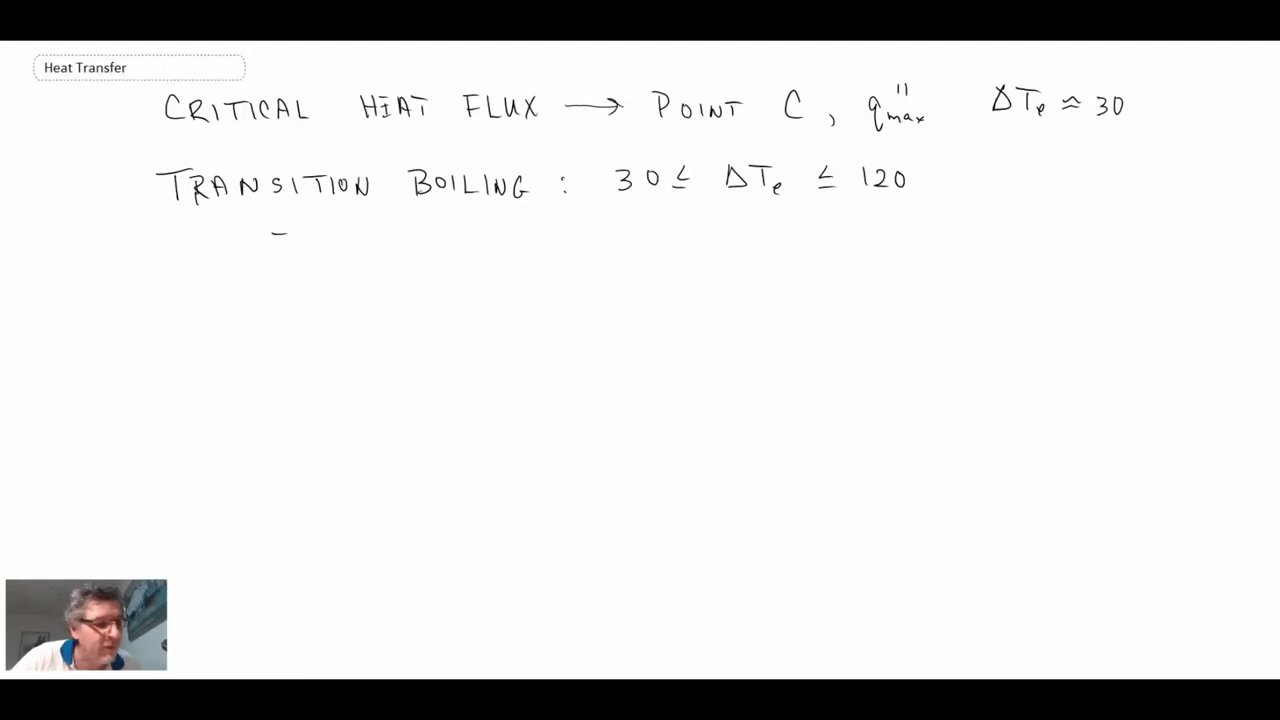 Heat Transfer
CRITICAL HEAT FLUX → POINT C, q''max ΔTe ≈ 30
TRANSITION BOILING : 30 ≤ ΔTe ≤ 120
–